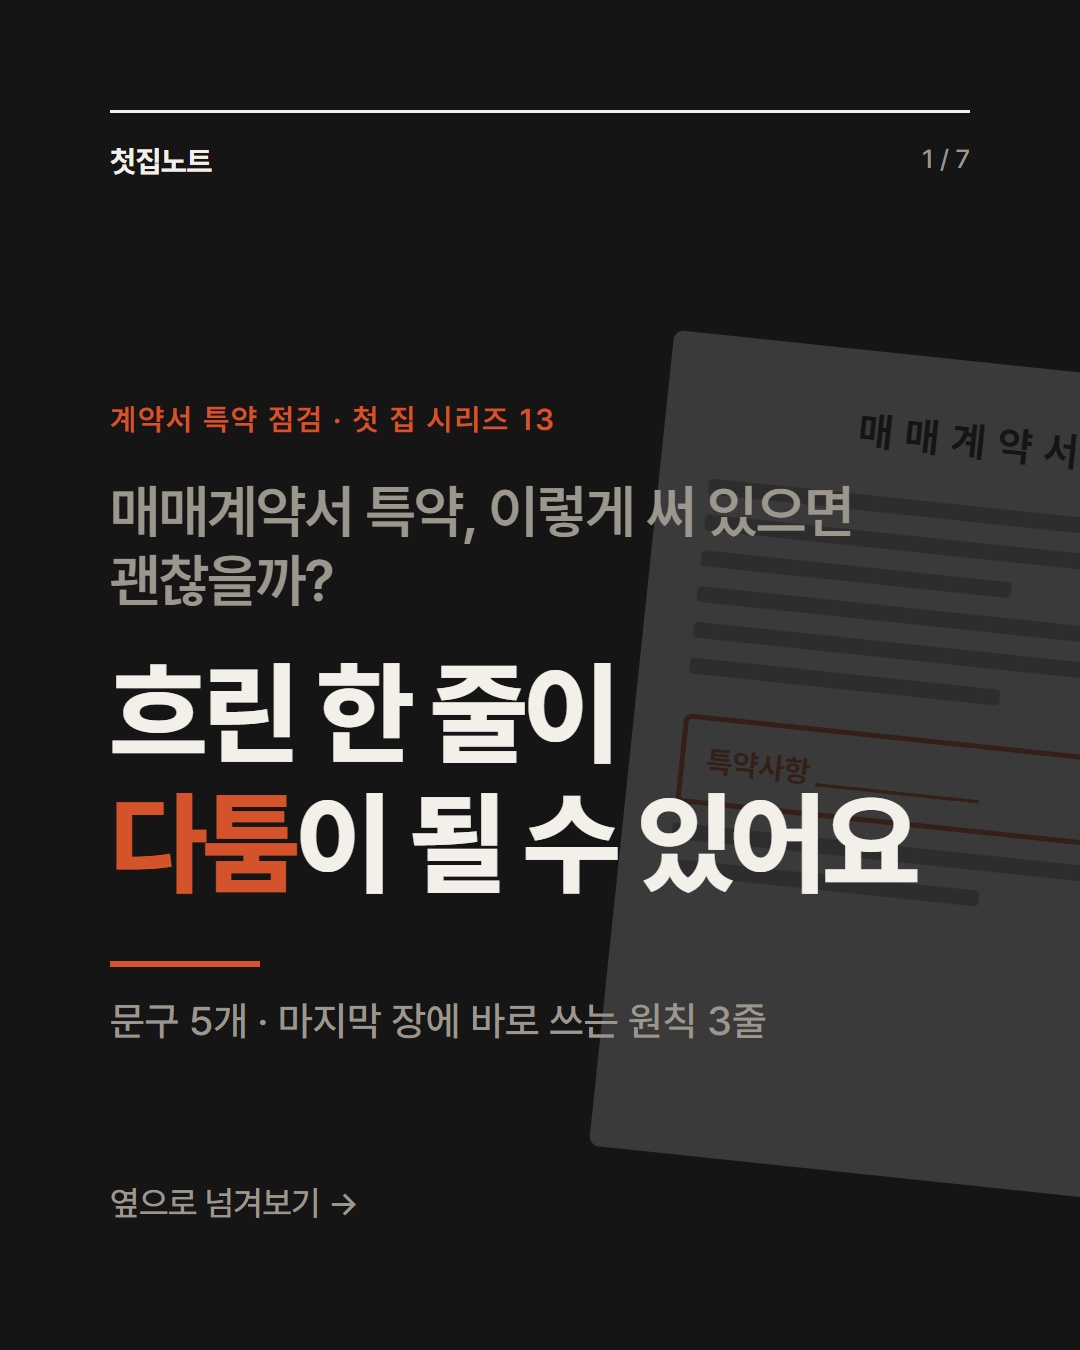 첫집노트
1 / 7
계약서 특약 점검 · 첫 집 시리즈 13
매매계약서 특약, 이렇게 써 있으면
괜찮을까?
흐린 한 줄이
다툼이 될 수 있어요
문구 5개 · 마지막 장에 바로 쓰는 원칙 3줄
옆으로 넘겨보기 →
매 매 계 약 서
특약사항